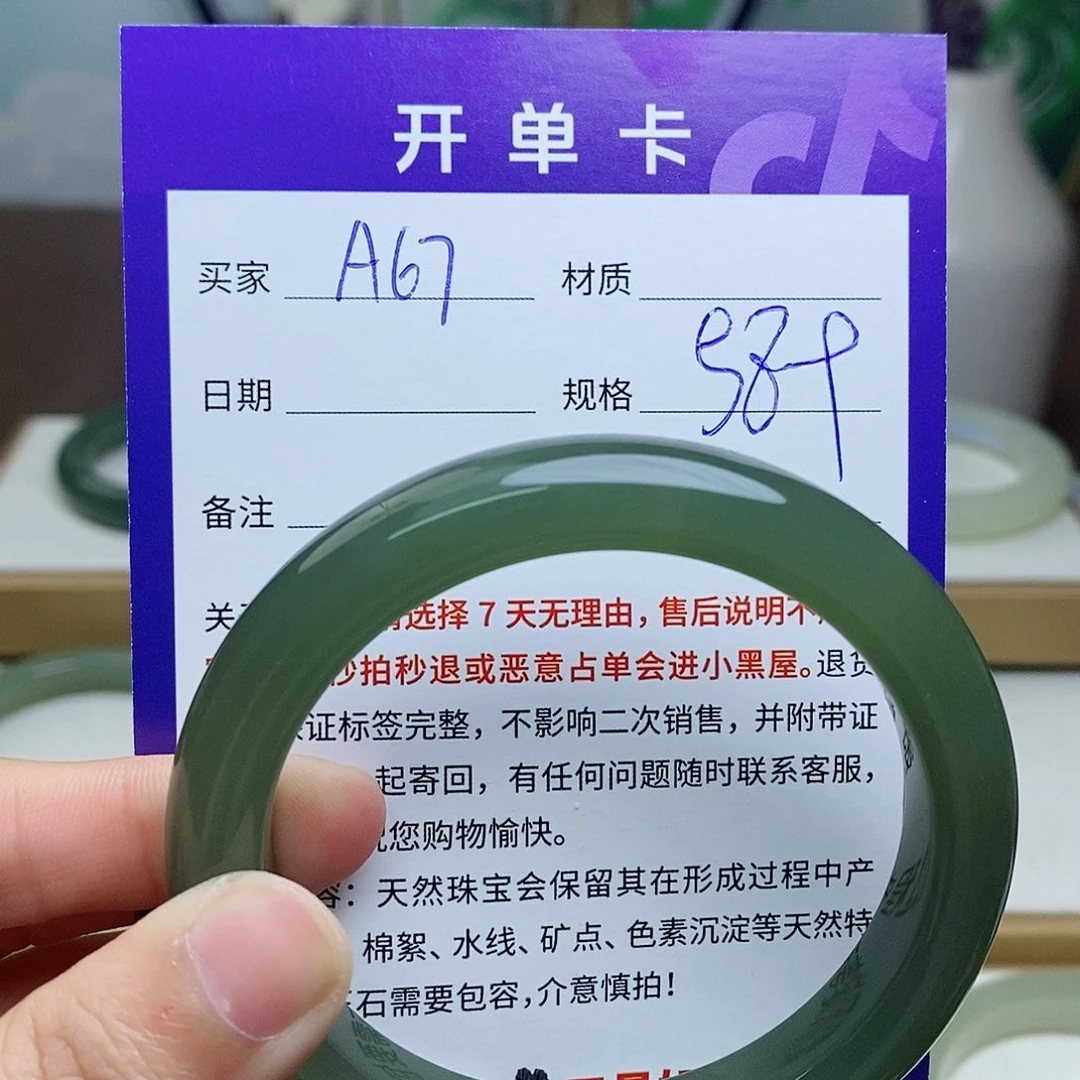 开单卡
买家 A67 材质
日期 规格
备注
选择7天无理由，售后说明不
秒拍秒退或恶意占单会进小黑屋。退货
证标签完整，不影响二次销售，并附带证
起寄回，有任何问题随时联系客服，
祝您购物愉快。
容：天然珠宝会保留其在形成过程中产
棉絮、水线、矿点、色素沉淀等天然特
玉石需要包容，介意慎拍！